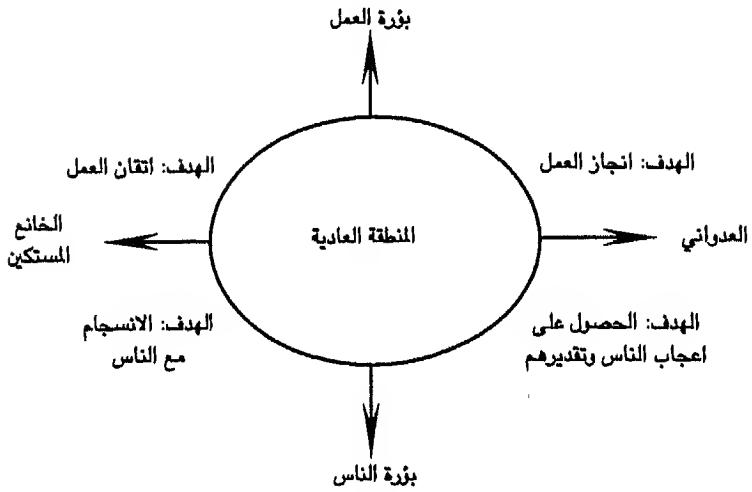 بؤرة العمل
الهدف: انجاز العمل
الهدف: اتقان العمل
العدواني
المنطقة العادية
الخانع
المستكين
الهدف: الحصول على
اعجاب الناس وتقديرهم
الهدف: الانسجام
مع الناس
بؤرة الناس